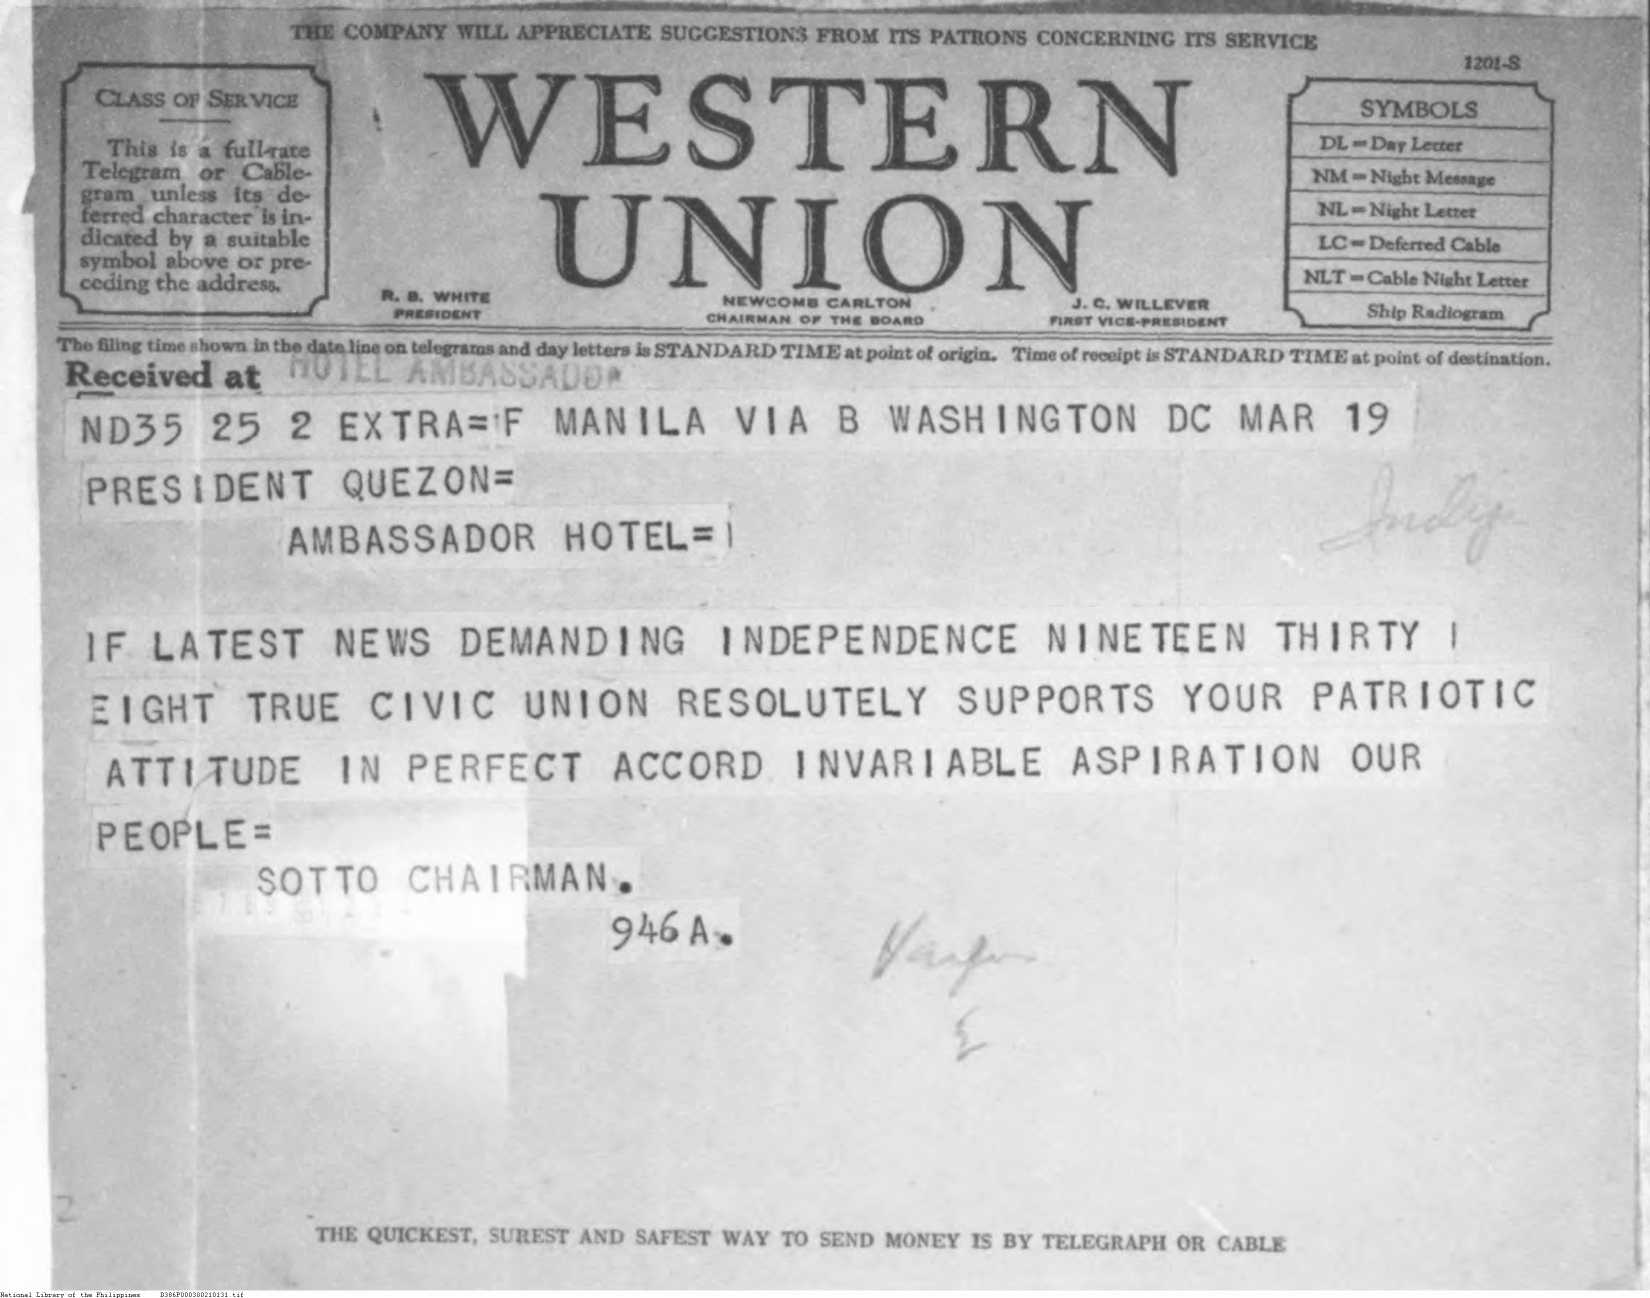 THE COMPANY WILL APPRECIATE SUGGESTIONS FROM ITS PATRONS CONCERNING ITS SERVICE
1201-S
CLASS OF SERVICE
This is a full-rate
Telegram or Cable-
gram unless its de-
ferred character is in-
dicated by a suitable
symbol above or pre-
ceding the address.
WESTERN
UNION
R. B. WHITE
PRESIDENT
NEWCOMB CARLTON
CHAIRMAN OF THE BOARD
J. C. WILLEVER
FIRST VICE-PRESIDENT
SYMBOLS
DL = Day Letter
NM = Night Message
NL = Night Letter
LC = Deferred Cable
NLT = Cable Night Letter
Ship Radiogram
The filing time shown in the date line on telegrams and day letters is STANDARD TIME at point of origin. Time of receipt is STANDARD TIME at point of destination.
Received at HOTEL AMBASSADOR
ND35 25 2 EXTRA= F MANILA VIA B WASHINGTON DC MAR 19
PRESIDENT QUEZON=
AMBASSADOR HOTEL=
IF LATEST NEWS DEMANDING INDEPENDENCE NINETEEN THIRTY
EIGHT TRUE CIVIC UNION RESOLUTELY SUPPORTS YOUR PATRIOTIC
ATTITUDE IN PERFECT ACCORD INVARIABLE ASPIRATION OUR
PEOPLE=
SOTTO CHAIRMAN.
946A.
2
THE QUICKEST, SUREST AND SAFEST WAY TO SEND MONEY IS BY TELEGRAPH OR CABLE
National Library of the Philippines B386P000300210131.tif